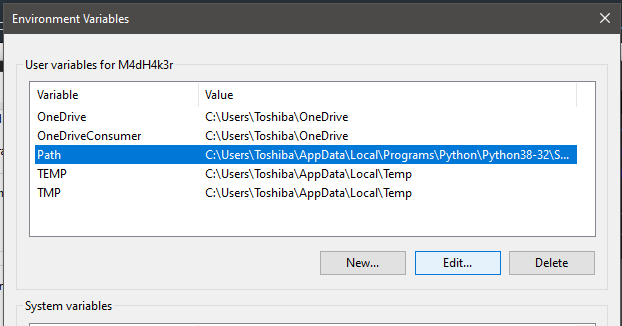 Environment Variables
User variables for M4dH4k3r
Variable Value
OneDrive C:\Users\Toshiba\OneDrive
OneDriveConsumer C:\Users\Toshiba\OneDrive
Path C:\Users\Toshiba\AppData\Local\Programs\Python\Python38-32\S...
TEMP C:\Users\Toshiba\AppData\Local\Temp
TMP C:\Users\Toshiba\AppData\Local\Temp
New... Edit... Delete
System variables